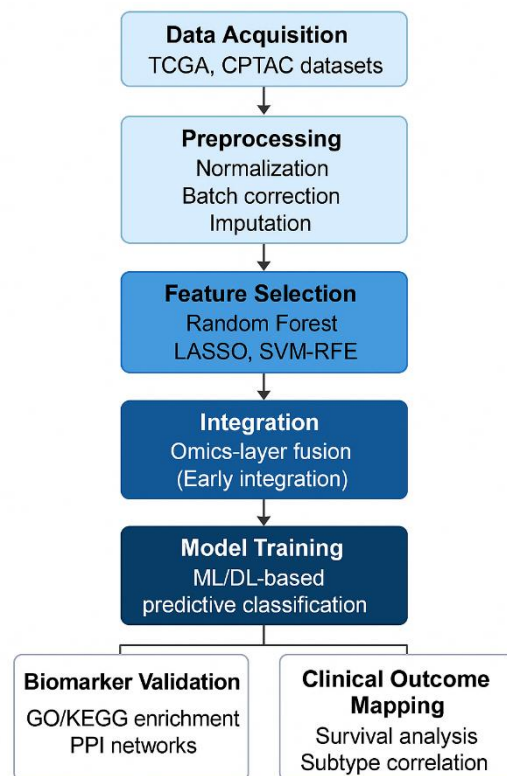 Data Acquisition
TCGA, CPTAC datasets
Preprocessing
Normalization
Batch correction
Imputation
Feature Selection
Random Forest
LASSO, SVM-RFE
Integration
Omics-layer fusion
(Early integration)
Model Training
ML/DL-based
predictive classification
Biomarker Validation
GO/KEGG enrichment
PPI networks
Clinical Outcome
Mapping
Survival analysis
Subtype correlation